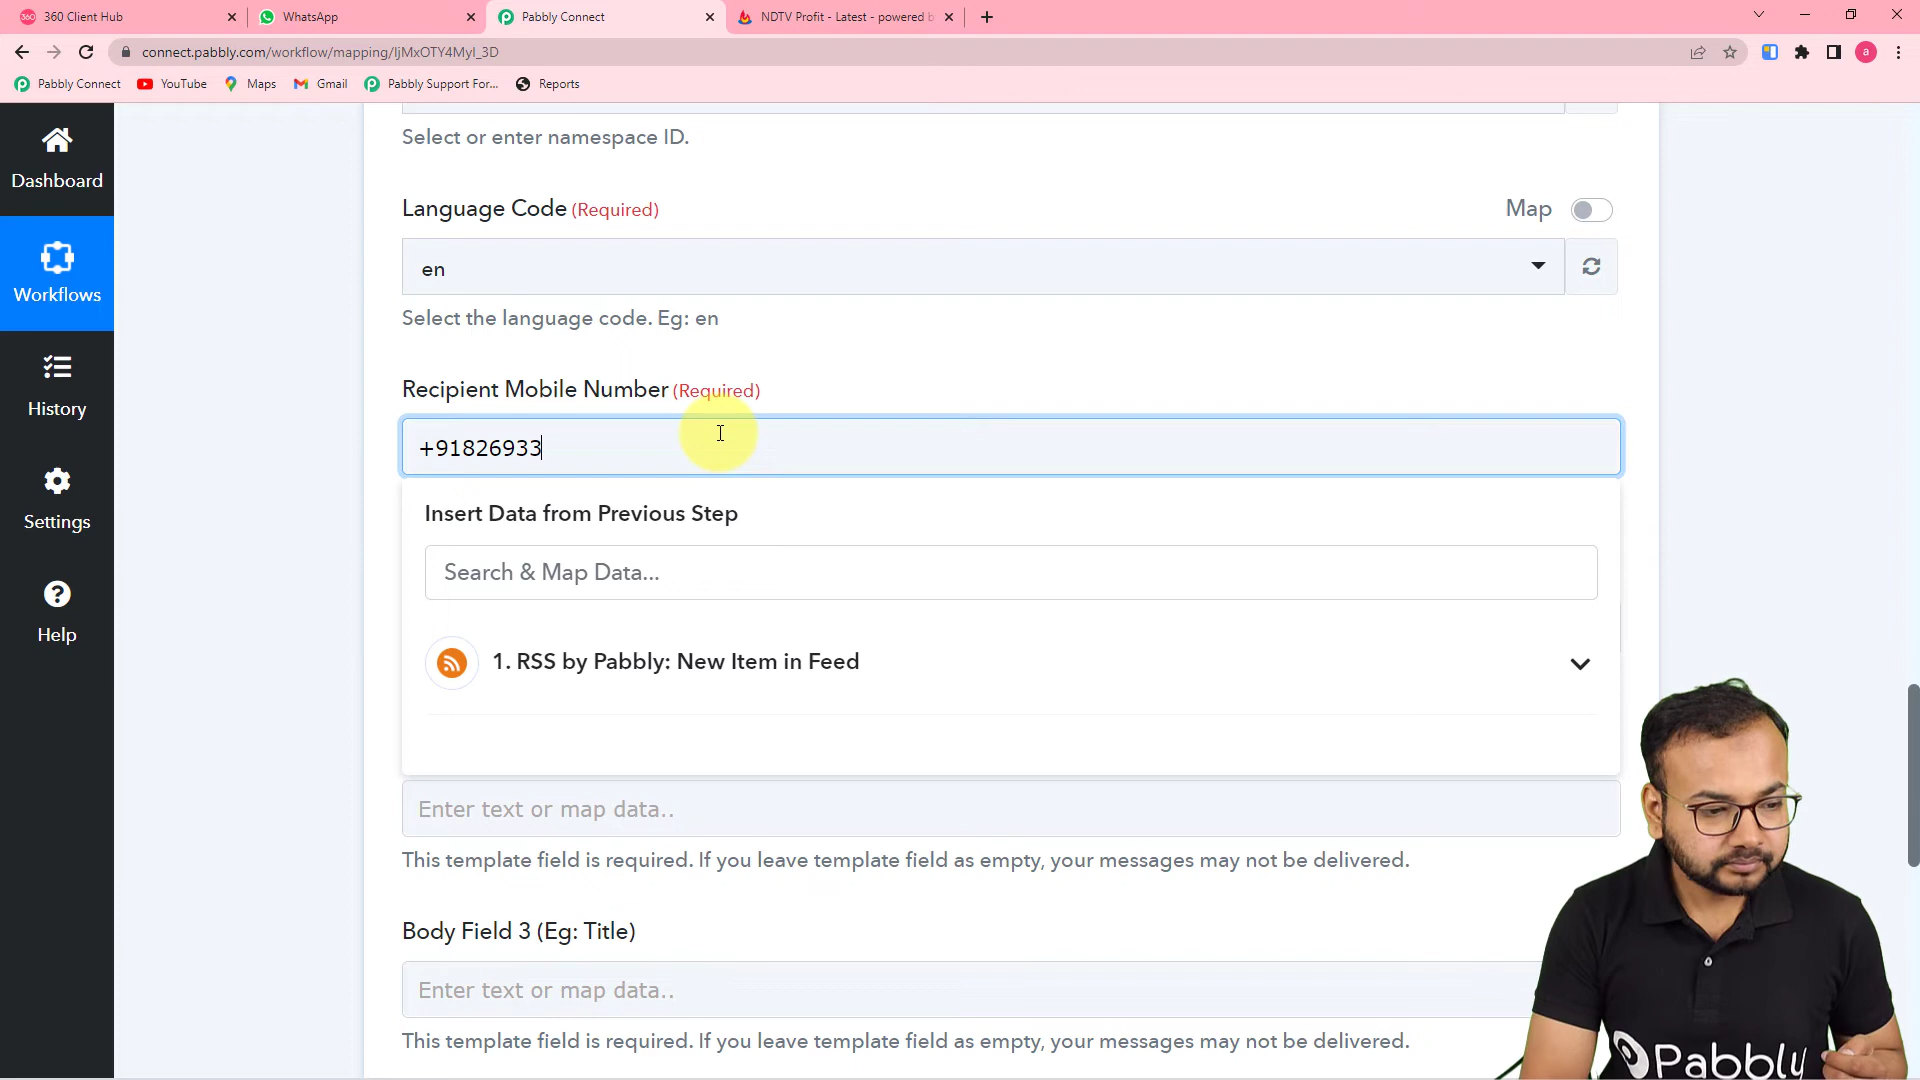 360 Client Hub
WhatsApp
Pabbly Connect
NDTV Profit - Latest - powered b
connect.pabbly.com/workflow/mapping/IjMxOTY4MyI_3D
a
Pabbly Connect
YouTube
Maps
Gmail
Pabbly Support For...
Reports
Dashboard
Workflows
History
Settings
Help
Select or enter namespace ID.
Language Code (Required)
Map
en
Select the language code. Eg: en
Recipient Mobile Number (Required)
+91826933
Insert Data from Previous Step
Search & Map Data...
1. RSS by Pabbly: New Item in Feed
Enter text or map data..
This template field is required. If you leave template field as empty, your messages may not be delivered.
Body Field 3 (Eg: Title)
Enter text or map data..
This template field is required. If you leave template field as empty, your messages may not be delivered.
Pabbly